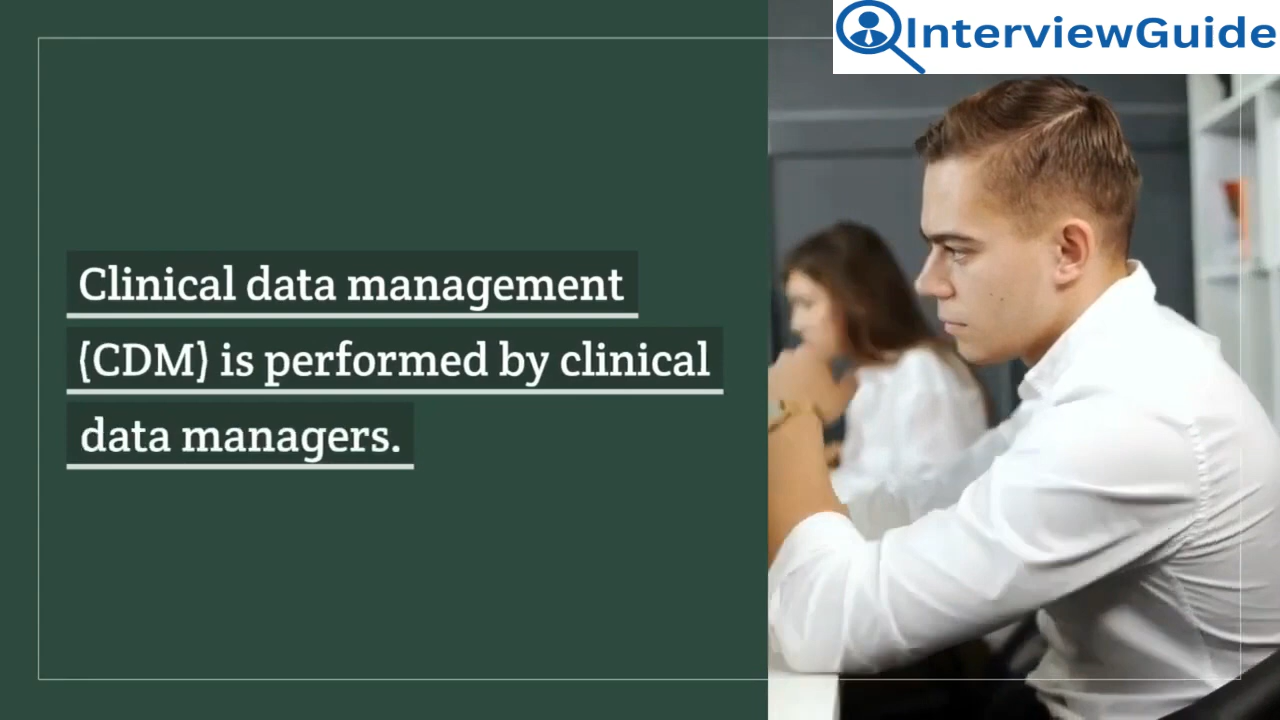 InterviewGuide
Clinical data management
(CDM) is performed by clinical
data managers.